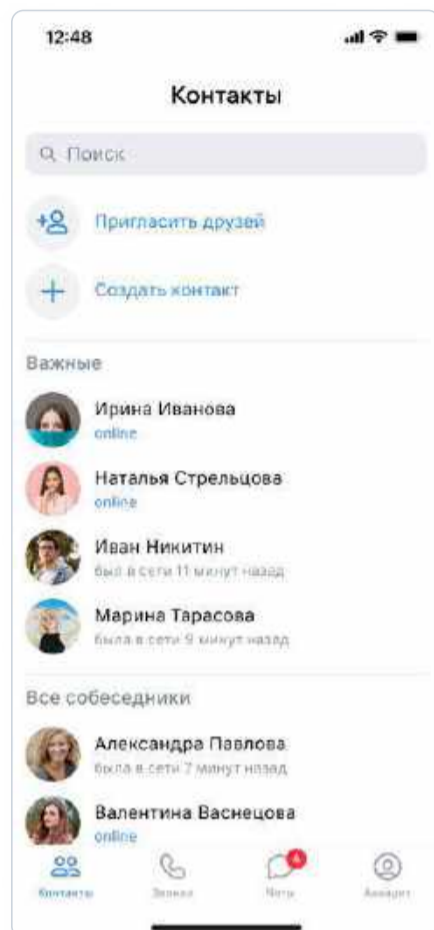 12:48
Контакты
Поиск
Пригласить друзей
Создать контакт
Важные
Ирина Иванова
online
Наталья Стрельцова
online
Иван Никитин
был в сети 11 минут назад
Марина Тарасова
была в сети 9 минут назад
Все собеседники
Александра Павлова
была в сети 7 минут назад
Валентина Васнецова
online
4
Контакты Звонки Чаты Аккаунт